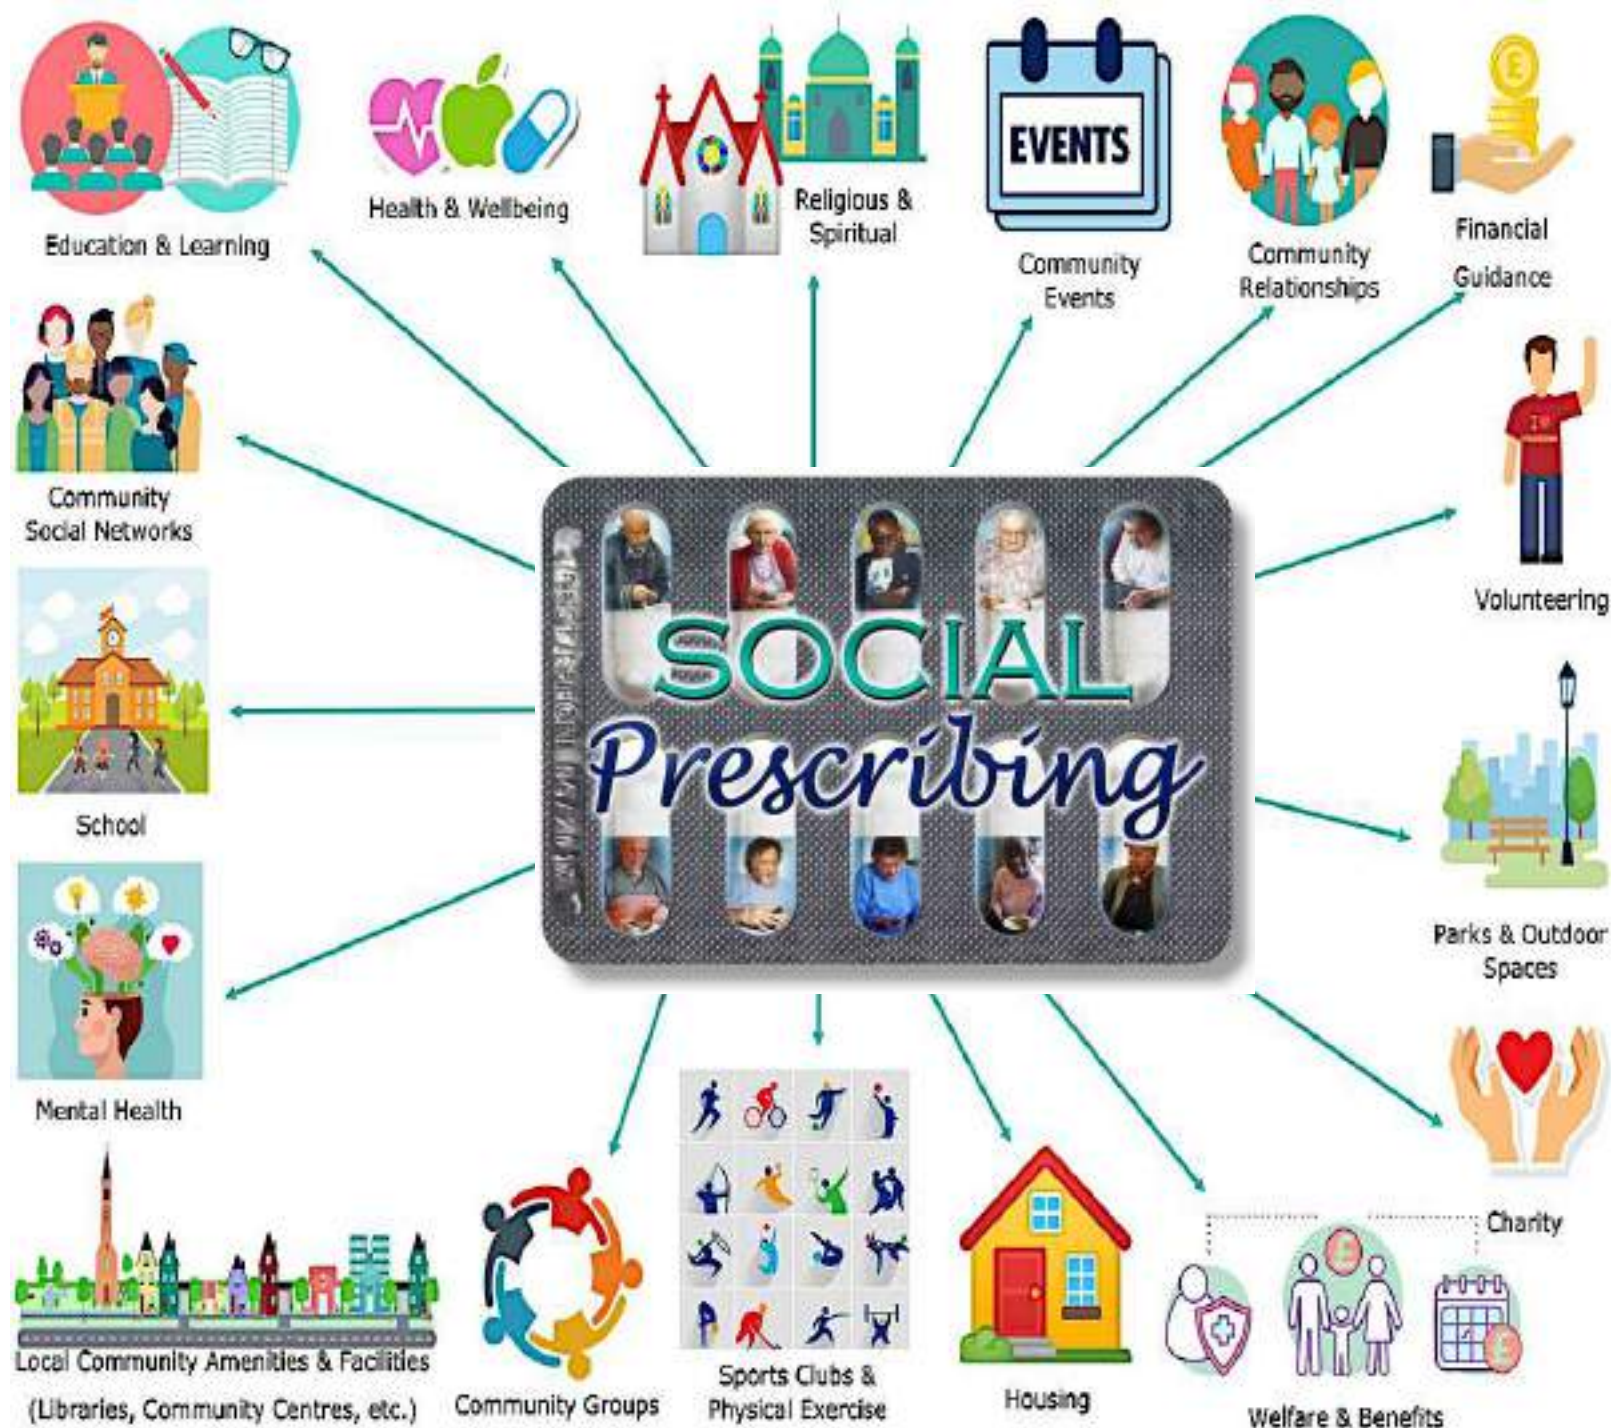 EVENTS
Education & Learning
Health & Wellbeing
Religious &
Spiritual
Community
Events
Community
Relationships
Financial
Guidance
Community
Social Networks
Volunteering
SOCIAL
Prescribing
School
Parks & Outdoor
Spaces
Mental Health
Charity
Local Community Amenities & Facilities
(Libraries, Community Centres, etc.)
Community Groups
Sports Clubs &
Physical Exercise
Housing
Welfare & Benefits